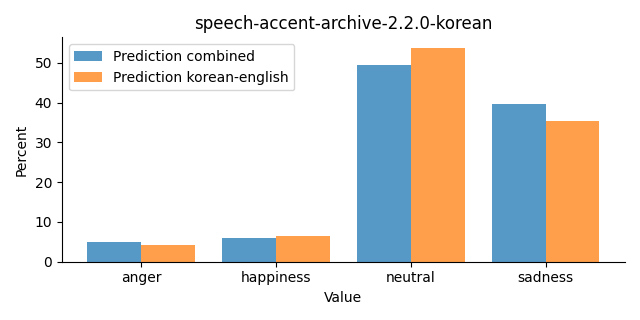 speech-accent-archive-2.2.0-korean
Prediction combined
Prediction korean-english
Percent
50
40
30
20
10
0
anger happiness neutral sadness
Value